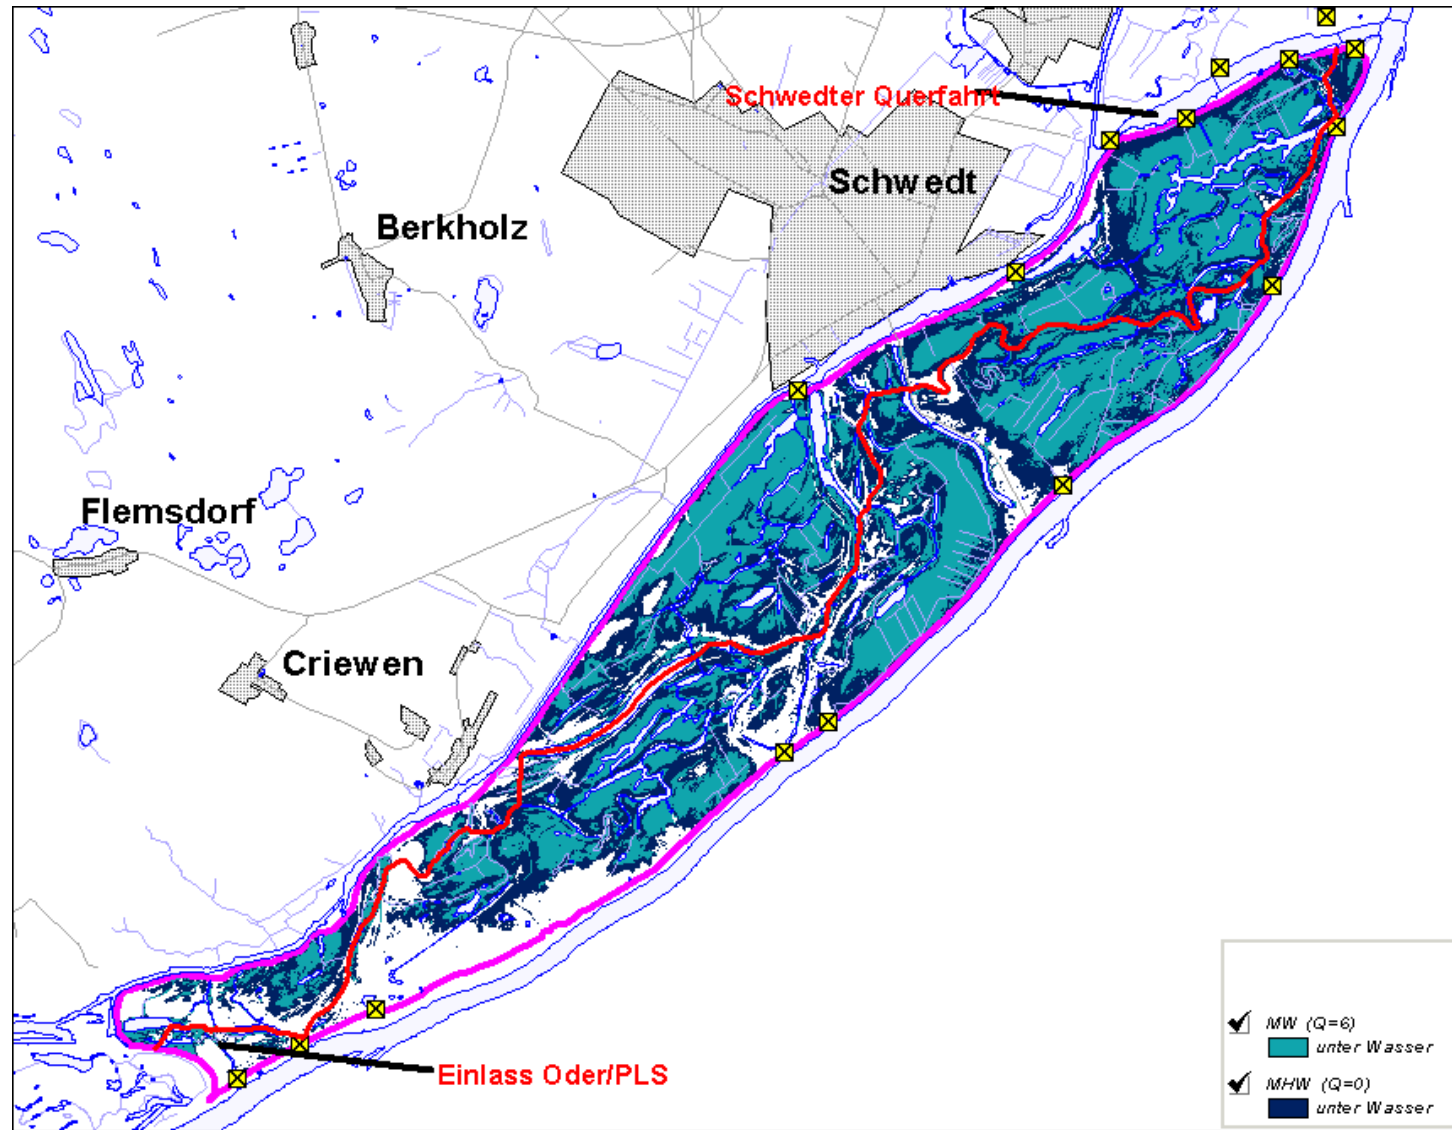 Schwedter Querfahrt
Schwedt
Berkholz
Flemsdorf
Criewen
Einlass Oder/PLS
MW (Q=6)
unter Wasser
MHW (Q=0)
unter Wasser